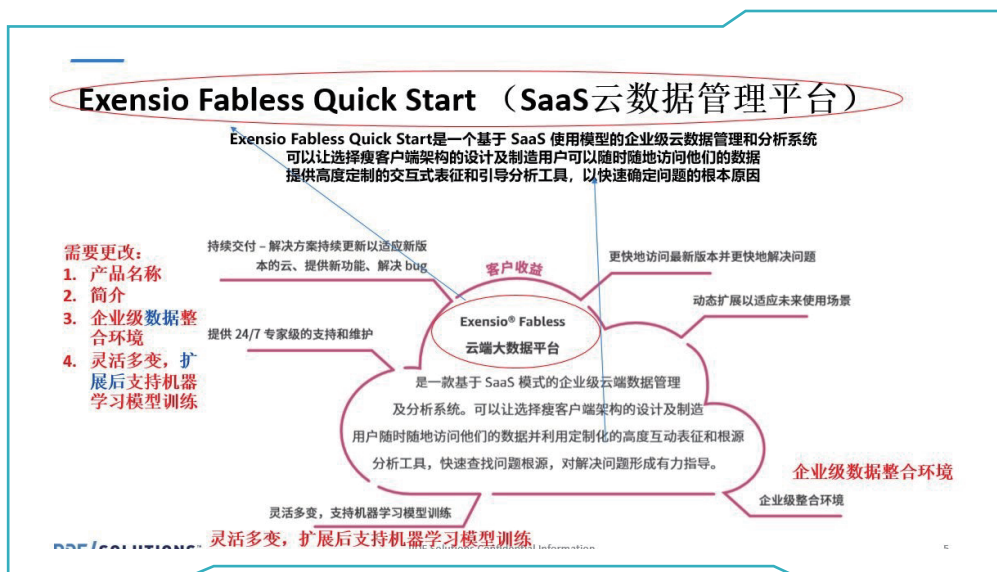 Exensio Fabless Quick Start （SaaS云数据管理平台）
Exensio Fabless Quick Start是一个基于 SaaS 使用模型的企业级云数据管理和分析系统
可以让选择瘦客户端架构的设计及制造用户可以随时随地访问他们的数据
提供高度定制的交互式表征和引导分析工具，以快速确定问题的根本原因
需要更改：
1. 产品名称
2. 简介
3. 企业级数据整
合环境
4. 灵活多变，扩
展后支持机器
学习模型训练
持续交付 – 解决方案持续更新以适应新版
本的云、提供新功能、解决 bug
提供 24/7 专家级的支持和维护
客户收益
更快地访问最新版本并更快地解决问题
动态扩展以适应未来使用场景
Exensio® Fabless
云端大数据平台
是一款基于 SaaS 模式的企业级云端数据管理
及分析系统。可以让选择瘦客户端架构的设计及制造
用户随时随地访问他们的数据并利用定制化的高度互动表征和根源
分析工具，快速查找问题根源，对解决问题形成有力指导。
企业级数据整合环境
企业级整合环境
灵活多变，支持机器学习模型训练
灵活多变，扩展后支持机器学习模型训练
PDF/SOLUTIONS™
PDF Solutions Confidential Information
5